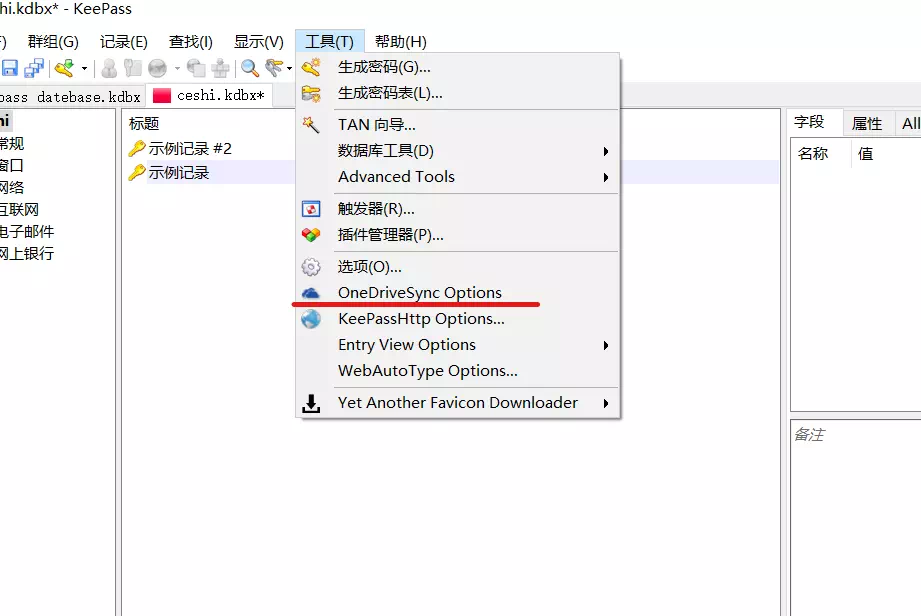 hi.kdbx* - KeePass
) 群组(G) 记录(E) 查找(I) 显示(V) 工具(T) 帮助(H)
pass datebase.kdbx ceshi.kdbx*
hi
常规
窗口
网络
互联网
电子邮件
网上银行
标题
示例记录 #2
示例记录
生成密码(G)...
生成密码表(L)...
TAN 向导...
数据库工具(D)
Advanced Tools
触发器(R)...
插件管理器(P)...
选项(O)...
OneDriveSync Options
KeePassHttp Options...
Entry View Options
WebAutoType Options...
Yet Another Favicon Downloader
字段 属性 All
名称 值
备注